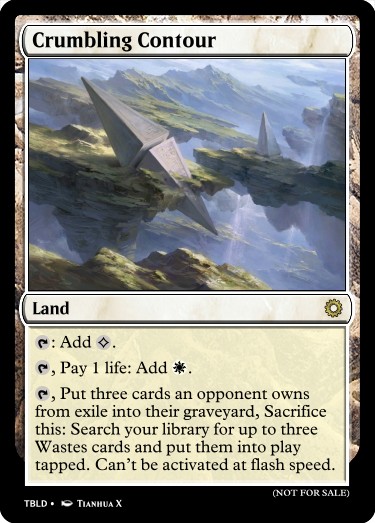 Crumbling Contour
Land
: Add .
, Pay 1 life: Add .
, Put three cards an opponent owns
from exile into their graveyard, Sacrifice
this: Search your library for up to three
Wastes cards and put them into play
tapped. Can't be activated at flash speed.
TBLD • Tianhua X
(NOT FOR SALE)